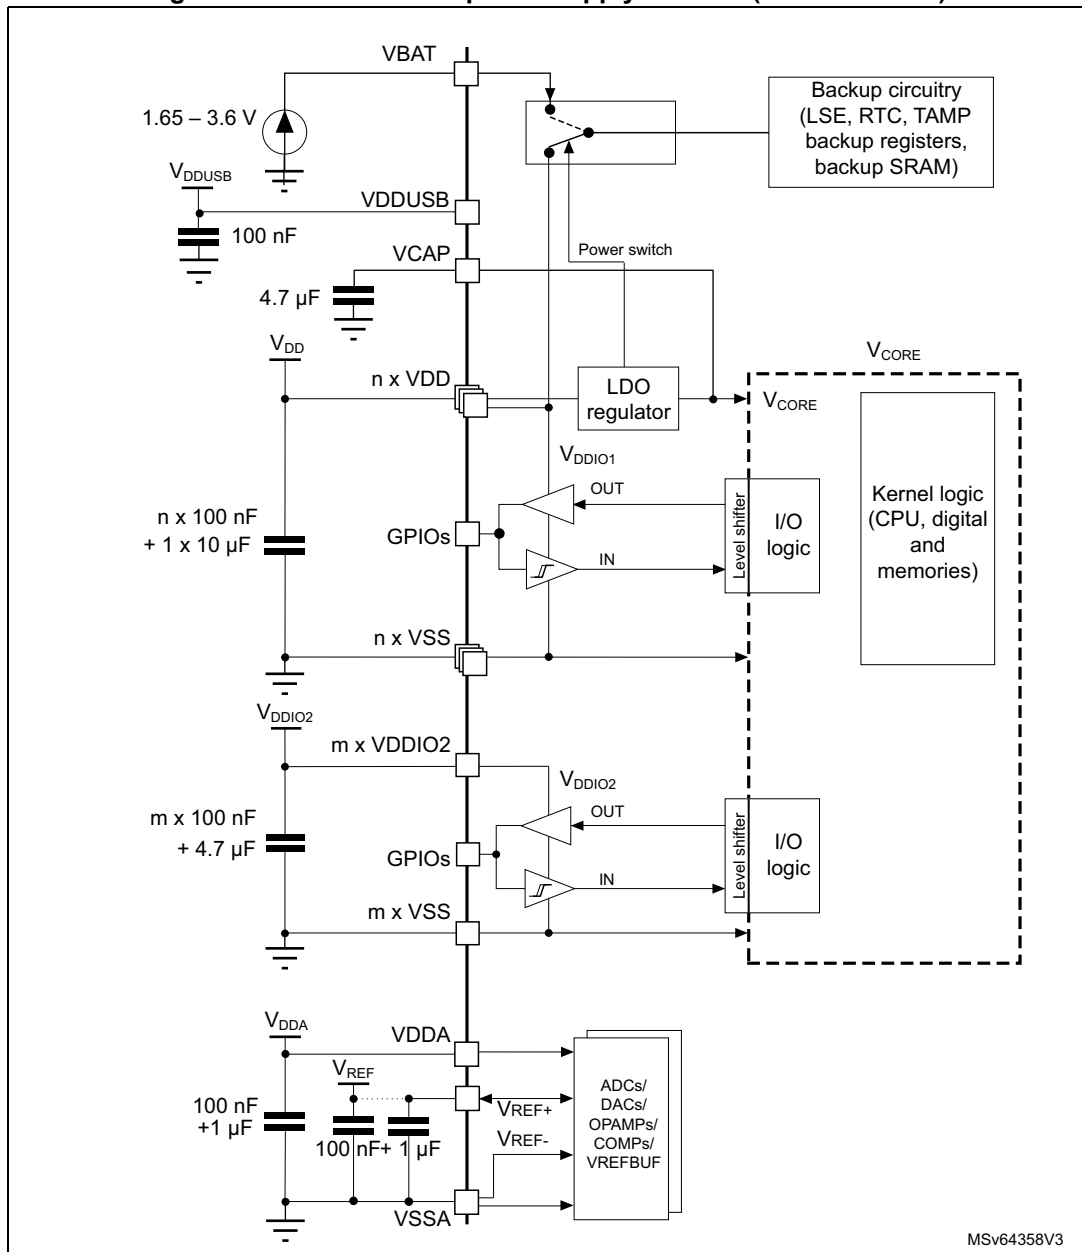 VBAT
1.65 – 3.6 V
Backup circuitry
(LSE, RTC, TAMP
backup registers,
backup SRAM)
VDDUSB
VDDUSB
100 nF
Power switch
VCAP
4.7 µF
VDD
n x VDD
LDO
regulator
VCORE
VCORE
VDDIO1
OUT
n x 100 nF
+ 1 x 10 µF
GPIOs
IN
Level shifter
I/O
logic
Kernel logic
(CPU, digital
and
memories)
n x VSS
VDDIO2
m x VDDIO2
VDDIO2
OUT
m x 100 nF
+ 4.7 µF
GPIOs
IN
Level shifter
I/O
logic
m x VSS
VDDA
VDDA
VREF
100 nF
+1 µF
100 nF+ 1 µF
VREF+
VREF-
ADCs/
DACs/
OPAMPs/
COMPs/
VREFBUF
VSSA
MSv64358V3